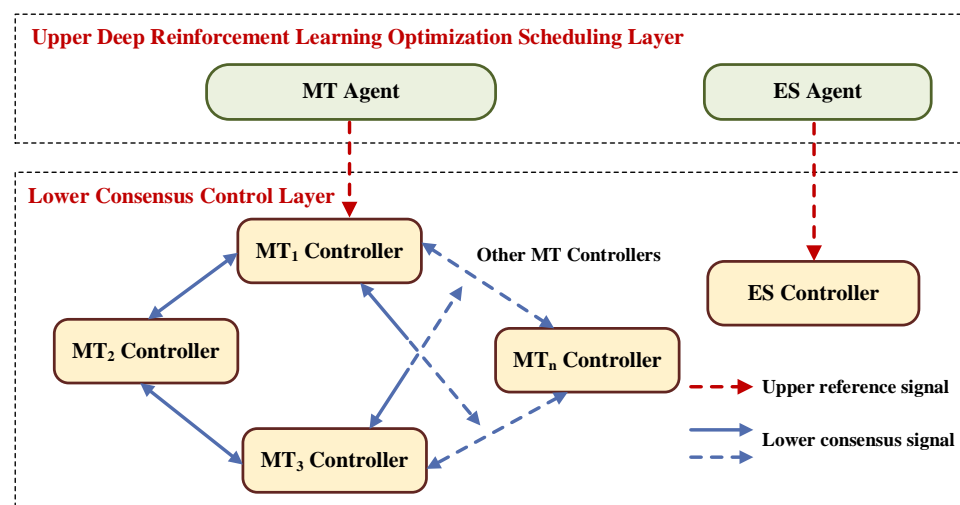 Upper Deep Reinforcement Learning Optimization Scheduling Layer
MT Agent
ES Agent
Lower Consensus Control Layer
MT₁ Controller
Other MT Controllers
ES Controller
MT₂ Controller
MTₙ Controller
Upper reference signal
MT₃ Controller
Lower consensus signal